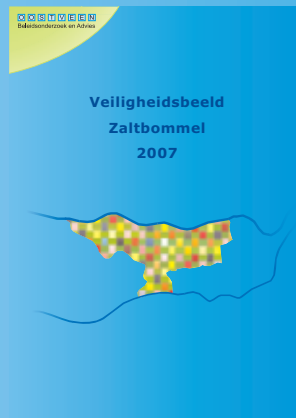 OOSTVEEN
Beleidsonderzoek en Advies
Veiligheidsbeeld
Zaltbommel
2007